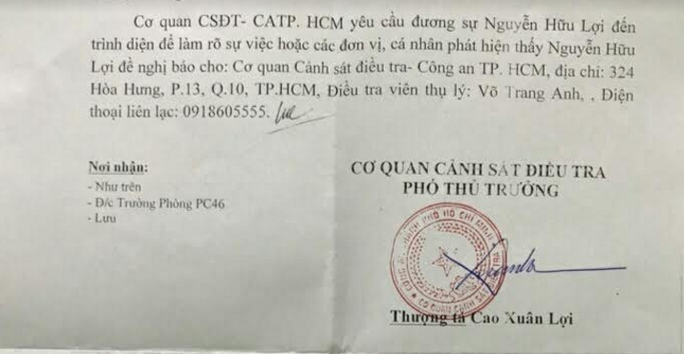 Cơ quan CSĐT- CATP. HCM yêu cầu đương sự Nguyễn Hữu Lợi đến
trình diện để làm rõ sự việc hoặc các đơn vị, cá nhân phát hiện thấy Nguyễn Hữu
Lợi đề nghị báo cho: Cơ quan Cảnh sát điều tra- Công an TP. HCM, địa chỉ: 324
Hòa Hưng, P.13, Q.10, TP.HCM, Điều tra viên thụ lý: Võ Trang Anh, , Điện
thoại liên lạc: 0918605555.
Nơi nhận:
- Như trên
- Đ/c Trưởng Phòng PC46
- Lưu
CƠ QUAN CẢNH SÁT ĐIỀU TRA
PHÓ THỦ TRƯỞNG
Thượng tá Cao Xuân Lợi